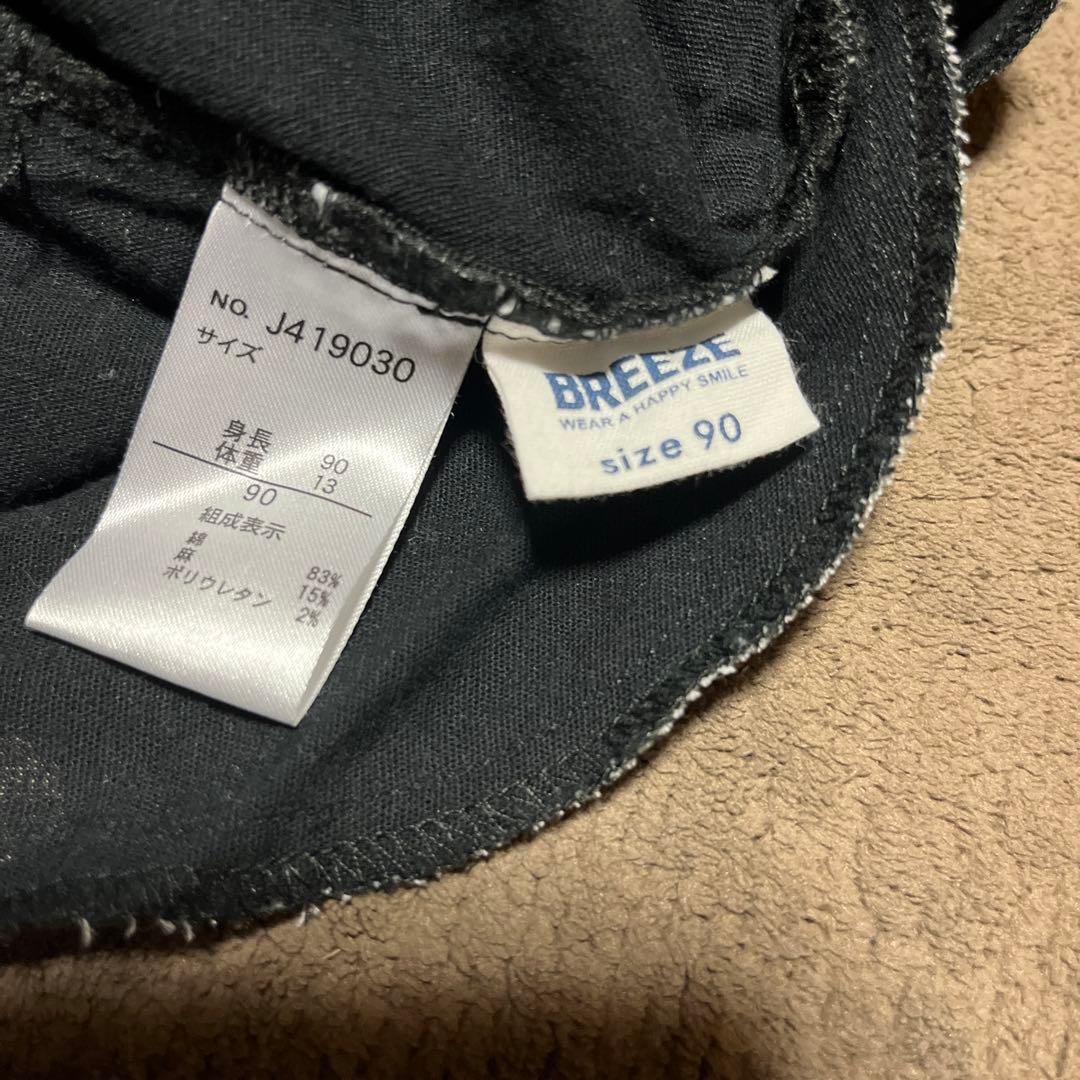 NO. J419030
サイズ
身長 90
体重 13
90
組成表示
綿 83%
麻 15%
ポリウレタン 2%
BREEZE
WEAR A HAPPY SMILE
size 90